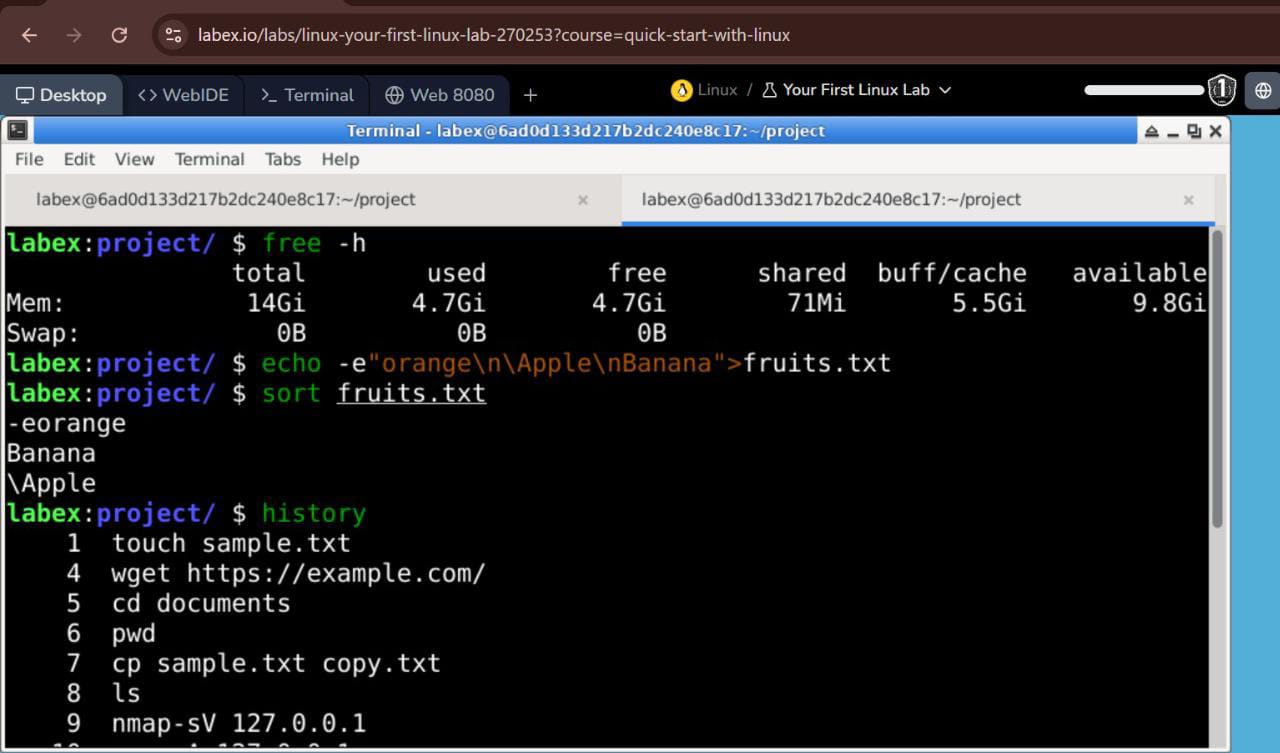 labex.io/labs/linux-your-first-linux-lab-270253?course=quick-start-with-linux
Desktop <> WebIDE >_ Terminal Web 8080 + Linux / Your First Linux Lab 1
Terminal - labex@6ad0d133d217b2dc240e8c17:~/project
File Edit View Terminal Tabs Help
labex@6ad0d133d217b2dc240e8c17:~/project × labex@6ad0d133d217b2dc240e8c17:~/project ×
labex:project/ $ free -h
total used free shared buff/cache available
Mem: 14Gi 4.7Gi 4.7Gi 71Mi 5.5Gi 9.8Gi
Swap: 0B 0B 0B
labex:project/ $ echo -e"orange\n\Apple\nBanana">fruits.txt
labex:project/ $ sort fruits.txt
-eorange
Banana
\Apple
labex:project/ $ history
1 touch sample.txt
4 wget https://example.com/
5 cd documents
6 pwd
7 cp sample.txt copy.txt
8 ls
9 nmap-sV 127.0.0.1